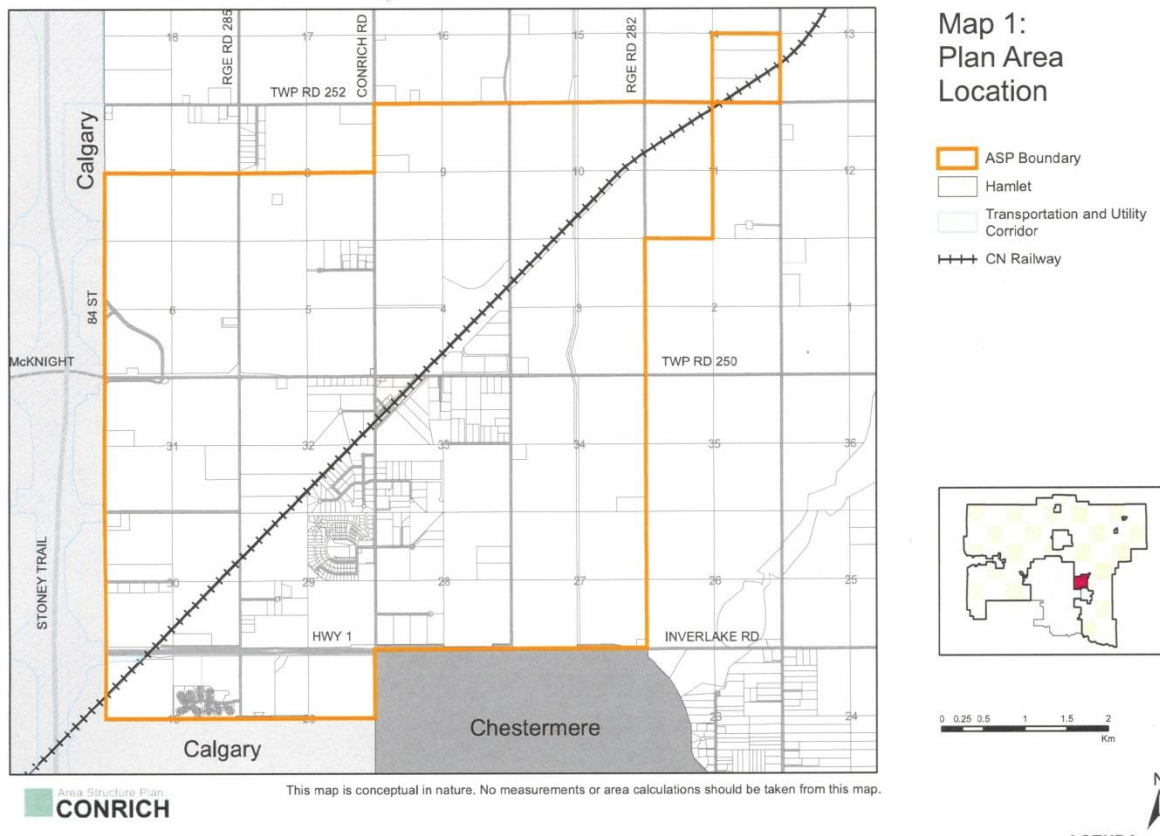 Map 1:
Plan Area
Location
ASP Boundary
Hamlet
Transportation and Utility
Corridor
CN Railway
18
RGE RD 285
17
CONRICH RD
16
15
RGE RD 282
14
13
TWP RD 252
Calgary
7
8
9
10
11
12
84 ST
6
5
4
3
2
1
McKNIGHT
TWP RD 250
31
32
33
34
35
36
STONEY TRAIL
30
29
28
27
26
25
HWY 1
INVERLAKE RD
19
20
23
24
Calgary
Chestermere
0 0.25 0.5 1 1.5 2
Km
N
Area Structure Plan
CONRICH
This map is conceptual in nature. No measurements or area calculations should be taken from this map.